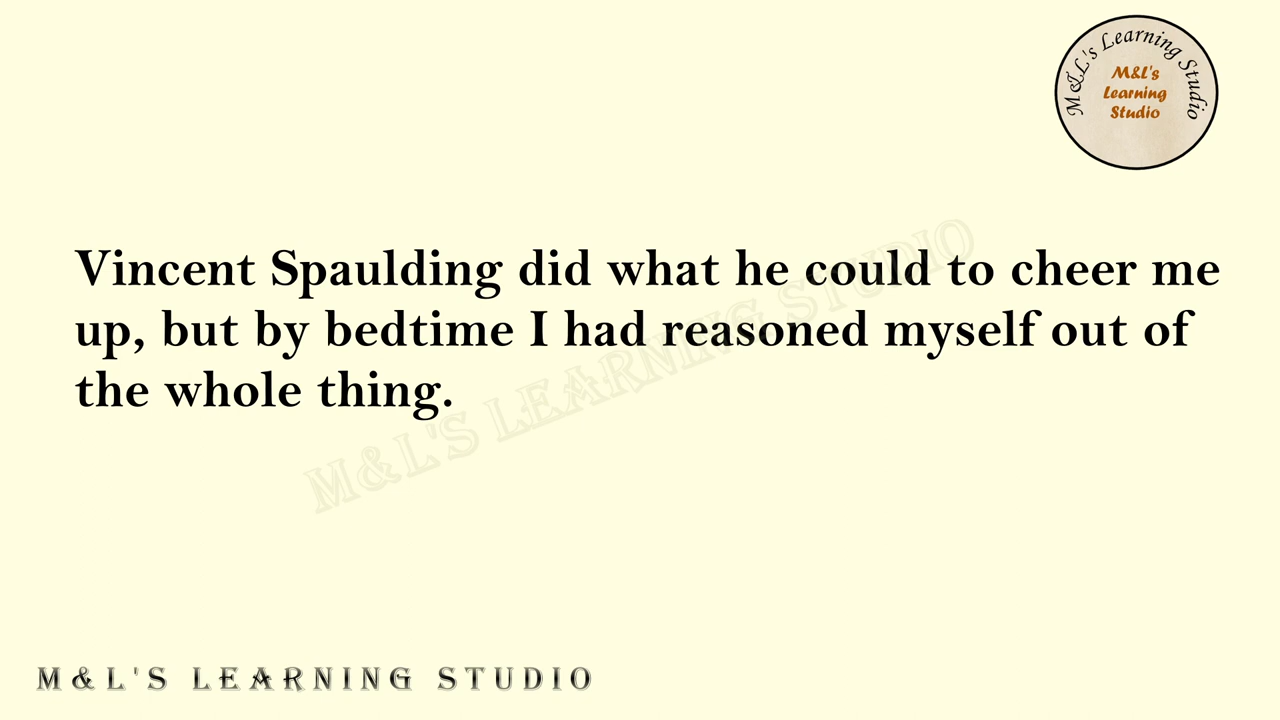 M&L's Learning Studio
M&L's
Learning
Studio
Vincent Spaulding did what he could to cheer me
up, but by bedtime I had reasoned myself out of
the whole thing.
M&L'S LEARNING STUDIO
M&L'S LEARNING STUDIO